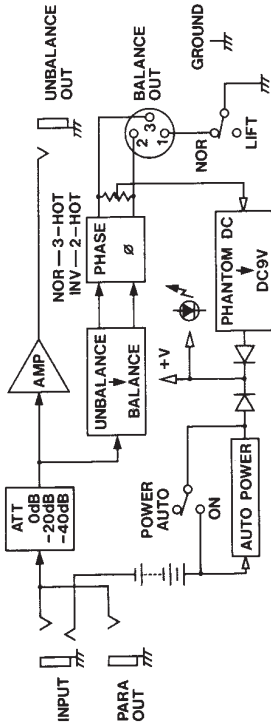 INPUT
PARA
OUT
ATT
0dB
-20dB
-40dB
AMP
UNBALANCE
OUT
UNBALANCE
BALANCE
NOR—3-HOT
INV—2-HOT
PHASE
ø
2
3
1
BALANCE
OUT
GROUND
NOR
LIFT
POWER
AUTO
ON
AUTO POWER
+V
PHANTOM DC
DC9V